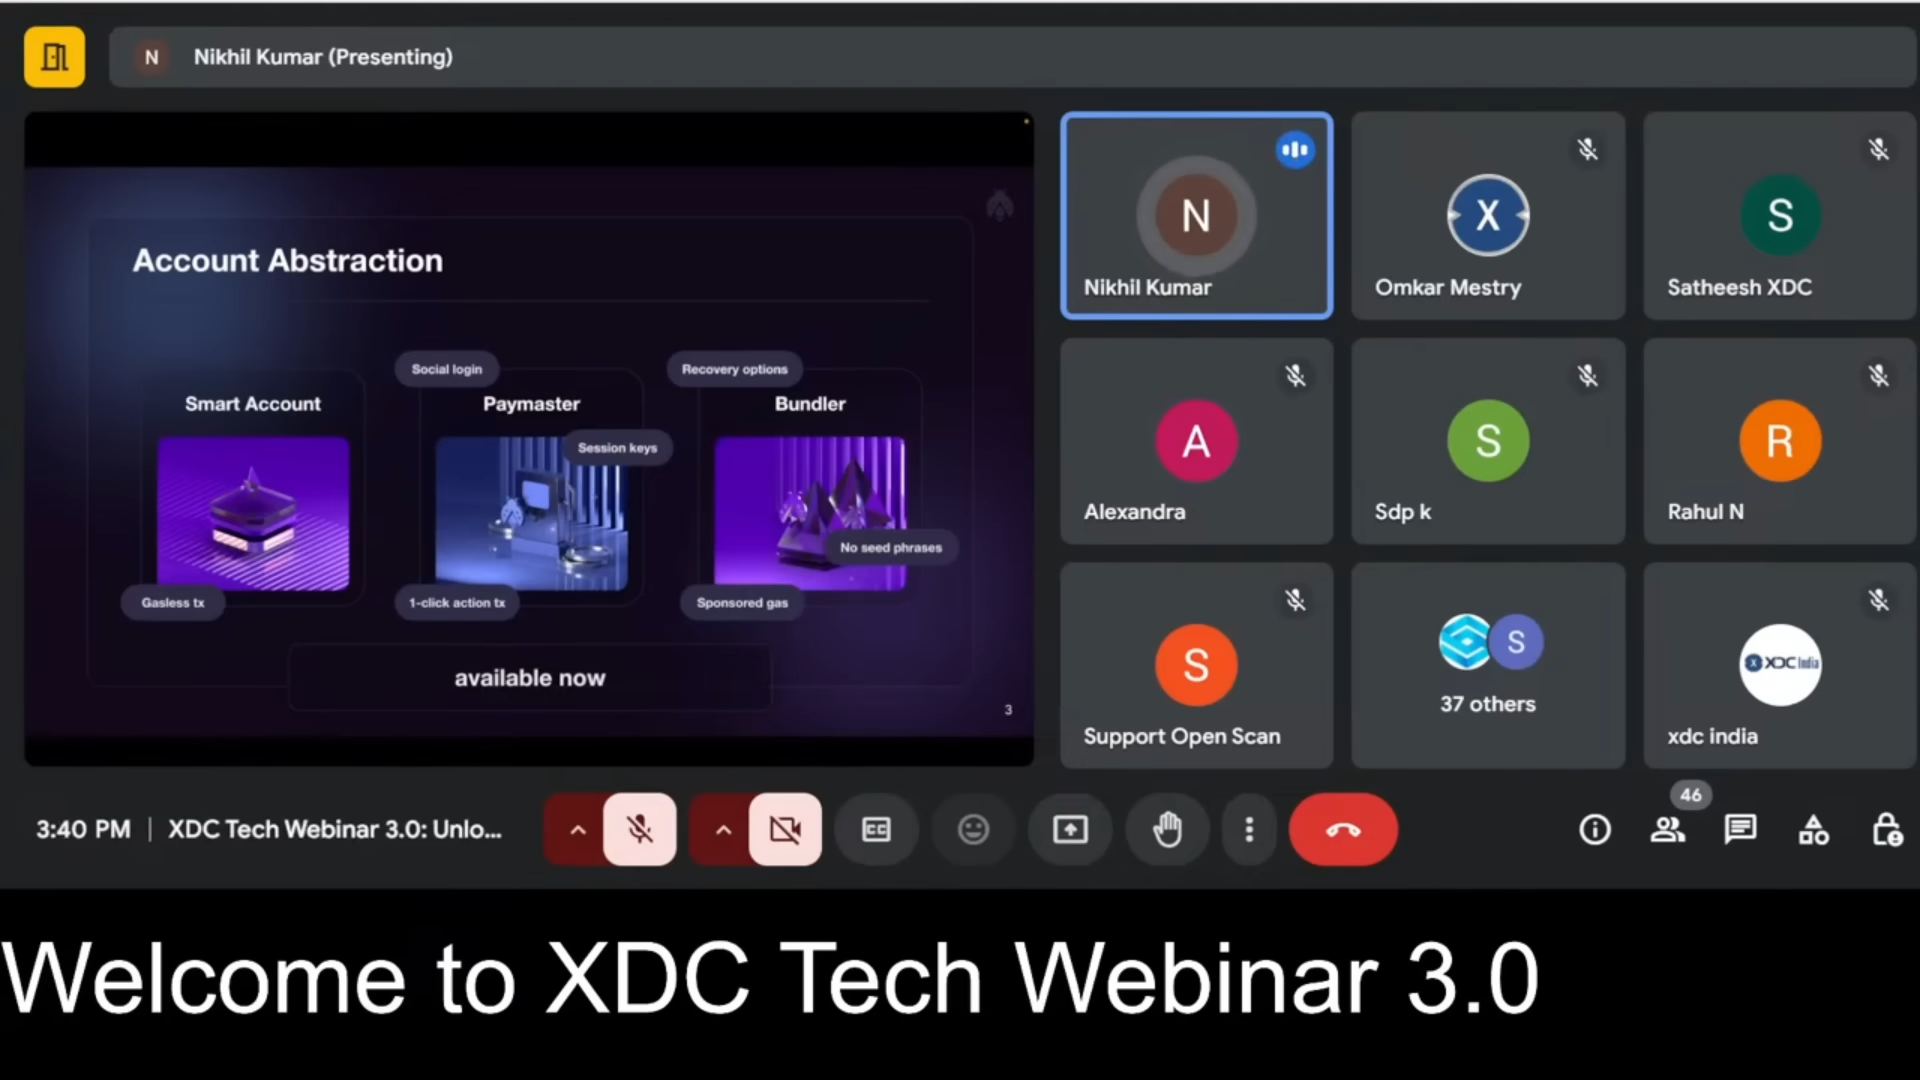 N Nikhil Kumar (Presenting)
Account Abstraction
Social login
Recovery options
Smart Account
Paymaster
Bundler
Session keys
No seed phrases
Gasless tx
1-click action tx
Sponsored gas
available now
3
N
Nikhil Kumar
X
Omkar Mestry
S
Satheesh XDC
A
Alexandra
S
Sdp k
R
Rahul N
S
Support Open Scan
S
37 others
XDC India
xdc india
3:40 PM | XDC Tech Webinar 3.0: Unlo...
CC
46
Welcome to XDC Tech Webinar 3.0